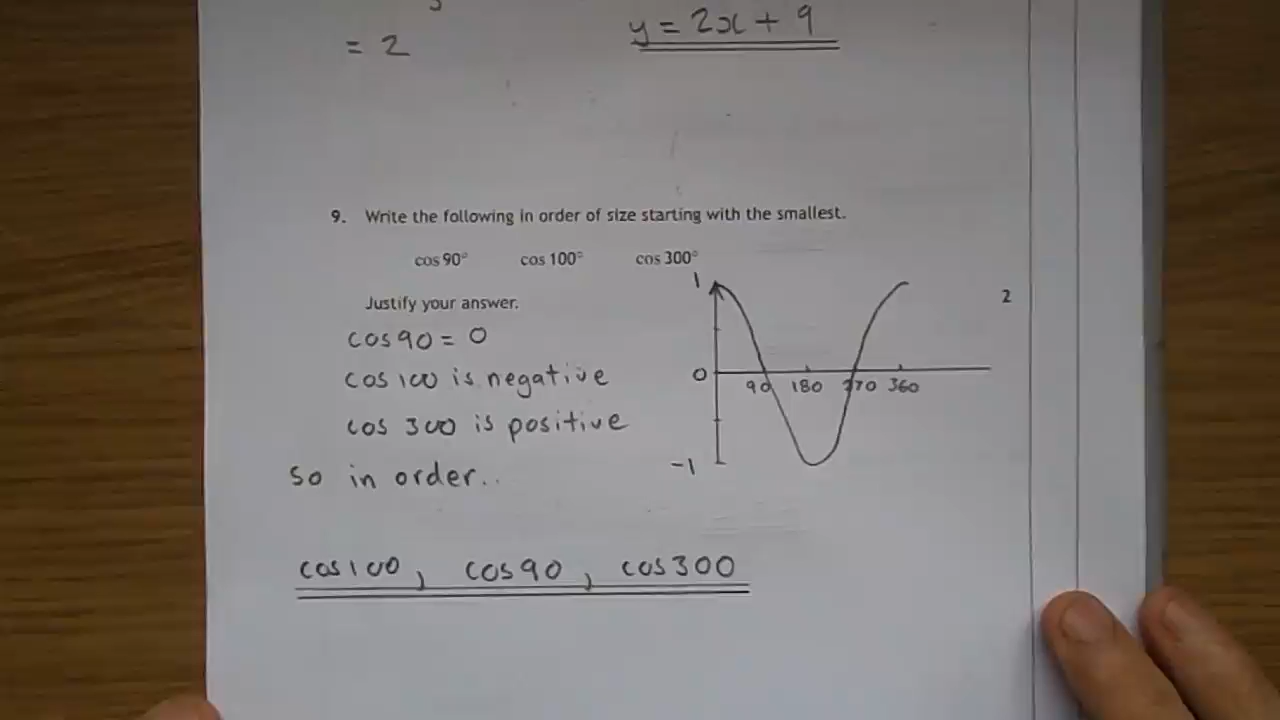 = 2
y = 2x + 9
9. Write the following in order of size starting with the smallest.
cos 90° cos 100° cos 300°
Justify your answer.
2
cos 90 = 0
cos 100 is negative
cos 300 is positive
so in order..
cos 100, cos 90, cos 300
1
0
90 180 270 360
-1